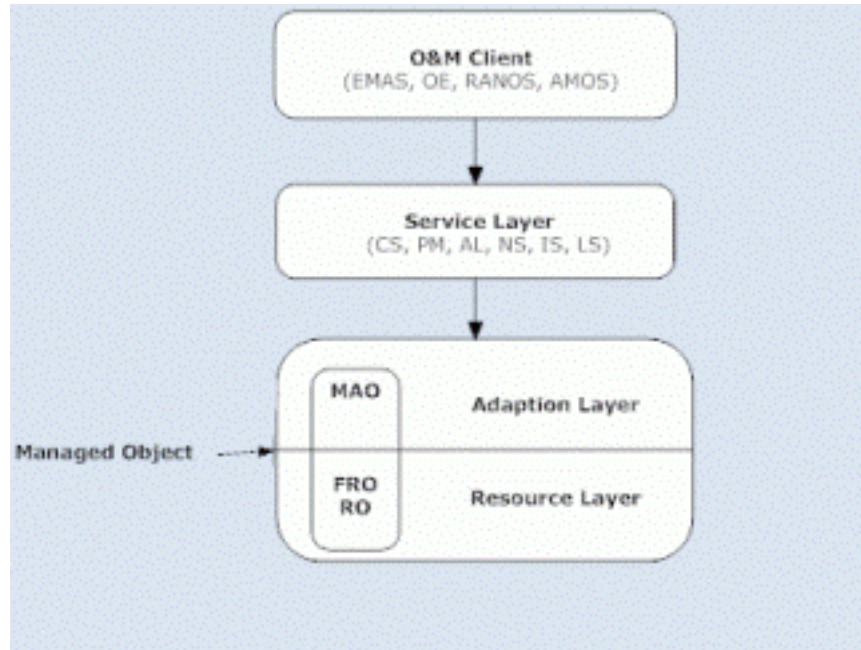 O&M Client
(EMAS, OE, RANOS, AMOS)
Service Layer
(CS, PM, AL, NS, IS, LS)
MAO
Adaption Layer
Managed Object
FRO
RO
Resource Layer